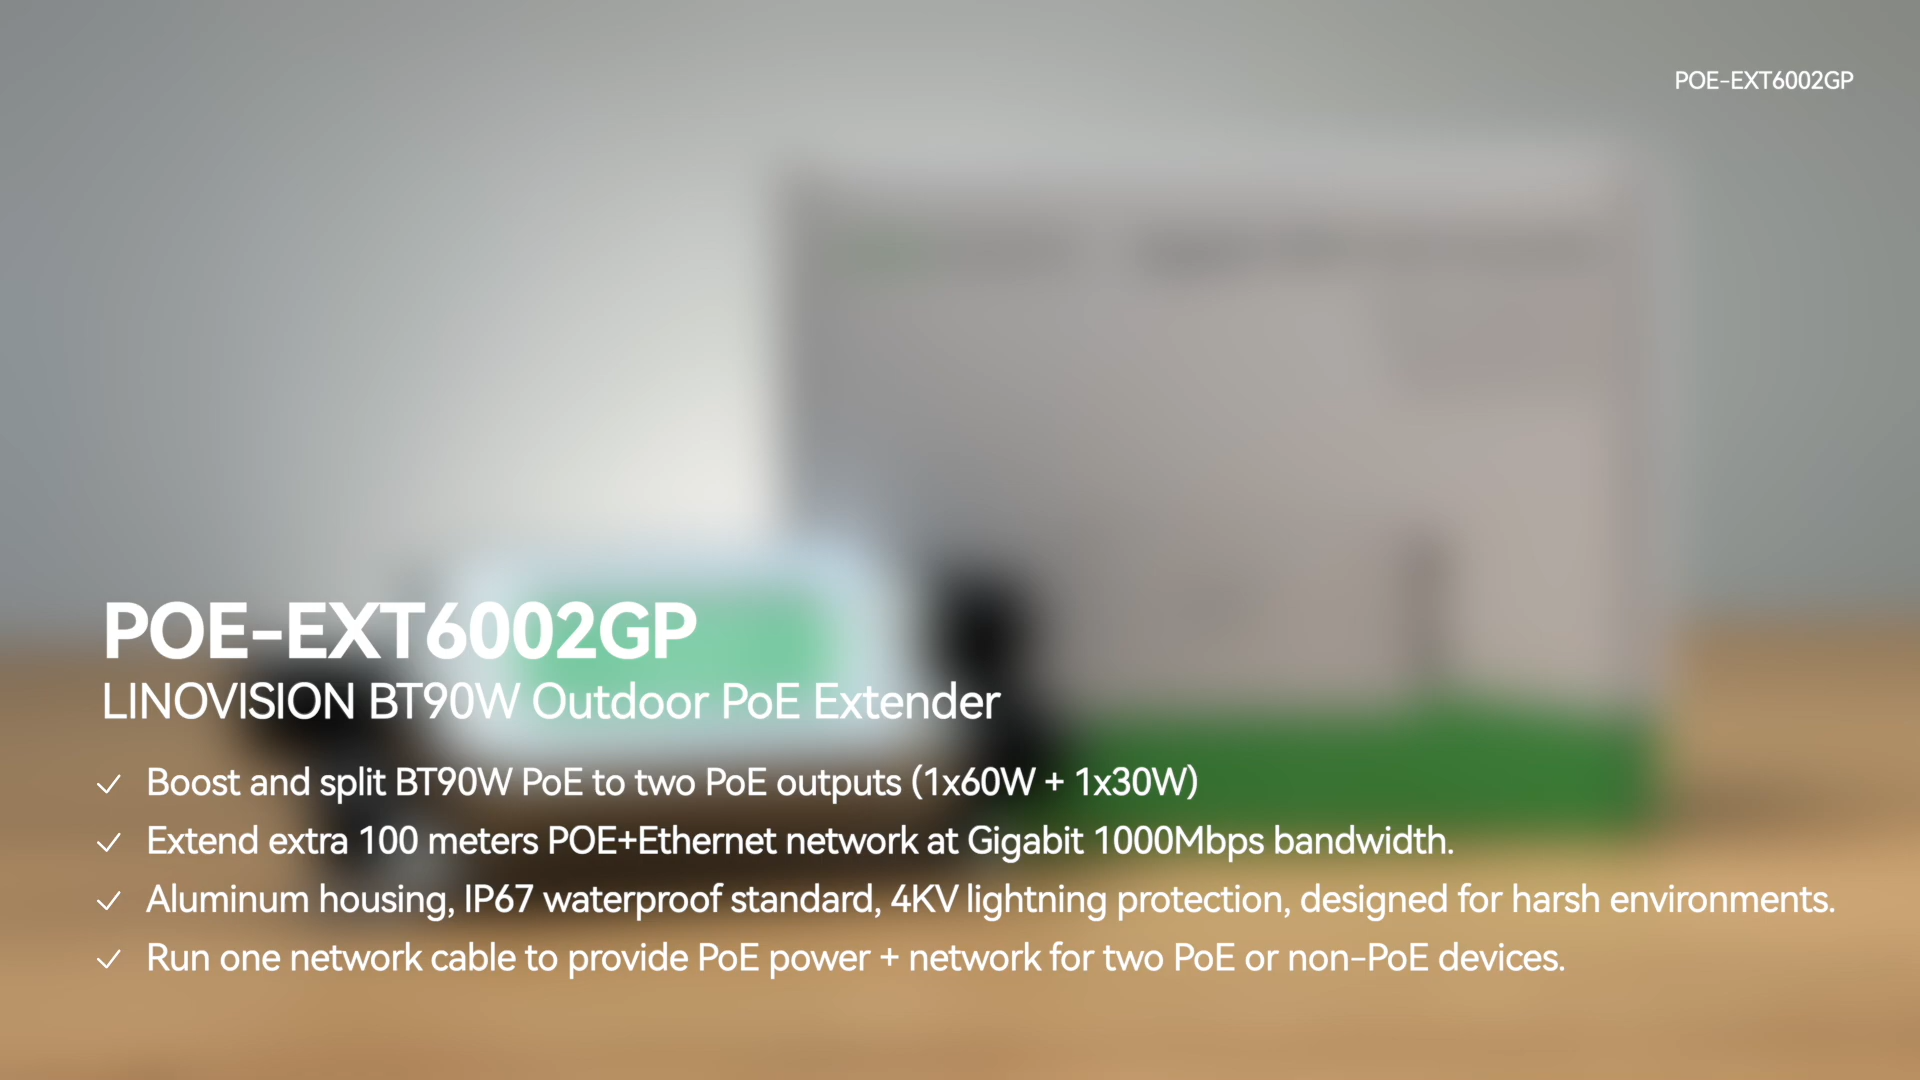 POE-EXT6002GP
POE-EXT6002GP
LINOVISION BT90W Outdoor PoE Extender
Boost and split BT90W PoE to two PoE outputs (1x60W + 1x30W)
Extend extra 100 meters POE+Ethernet network at Gigabit 1000Mbps bandwidth.
Aluminum housing, IP67 waterproof standard, 4KV lightning protection, designed for harsh environments.
Run one network cable to provide PoE power + network for two PoE or non-PoE devices.